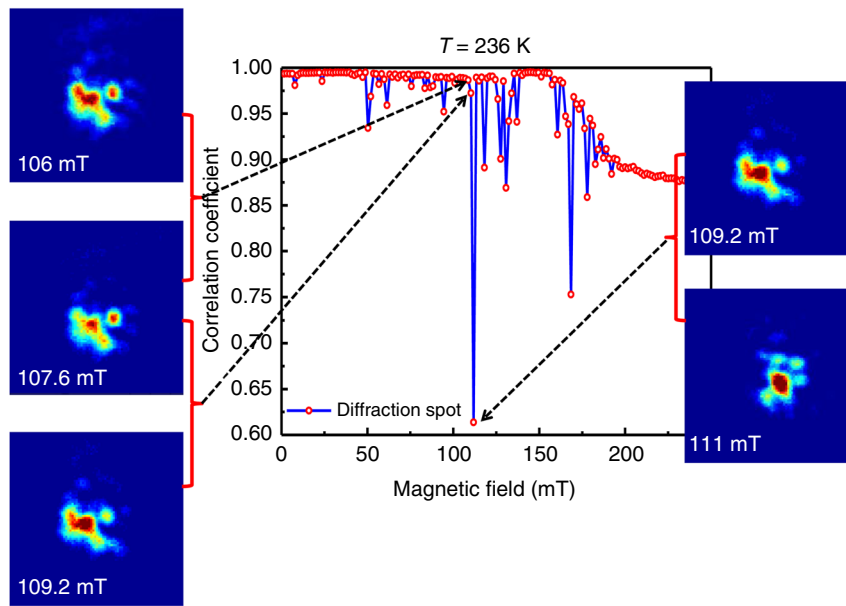 T = 236 K
106 mT
107.6 mT
109.2 mT
Correlation coefficient
1.00
0.95
0.90
0.85
0.80
0.75
0.70
0.65
0.60
Diffraction spot
0
50
100
150
200
Magnetic field (mT)
109.2 mT
111 mT